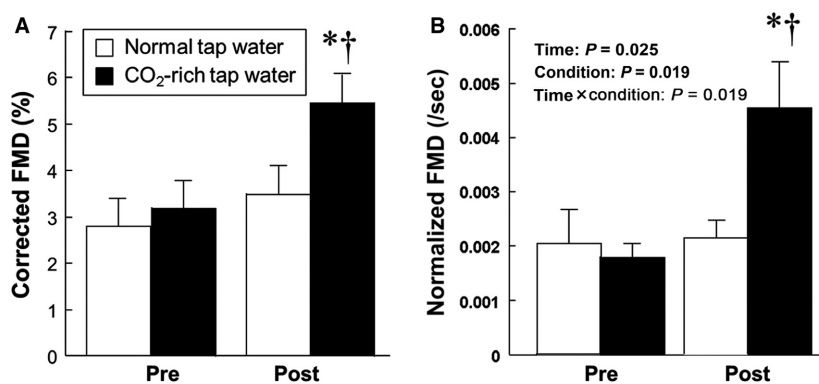 A
Corrected FMD (%)
7
6
5
4
3
2
1
0
Normal tap water
CO₂-rich tap water
*†
Pre
Post
B
Normalized FMD (/sec)
0.006
0.006
0.004
0.003
0.002
0.001
0
Time: P = 0.025
Condition: P = 0.019
Time × condition: P = 0.019
*†
Pre
Post